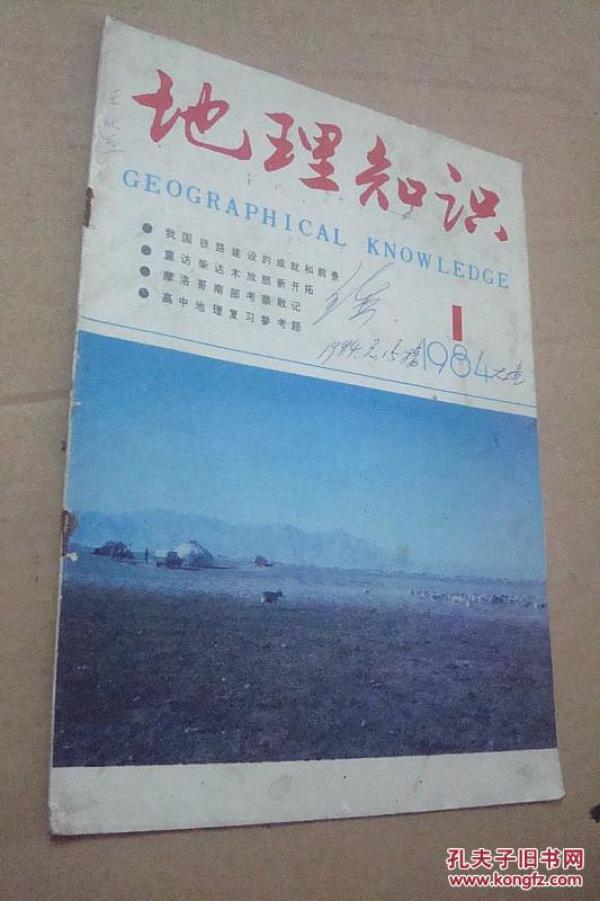 地理知识
GEOGRAPHICAL KNOWLEDGE
● 我国铁路建设的成就和前景
● 重访柴达木放胆新开拓
● 摩洛哥南部考察散记
● 高中地理复习参考题
1
1984
孔夫子旧书网
www.kongfz.com